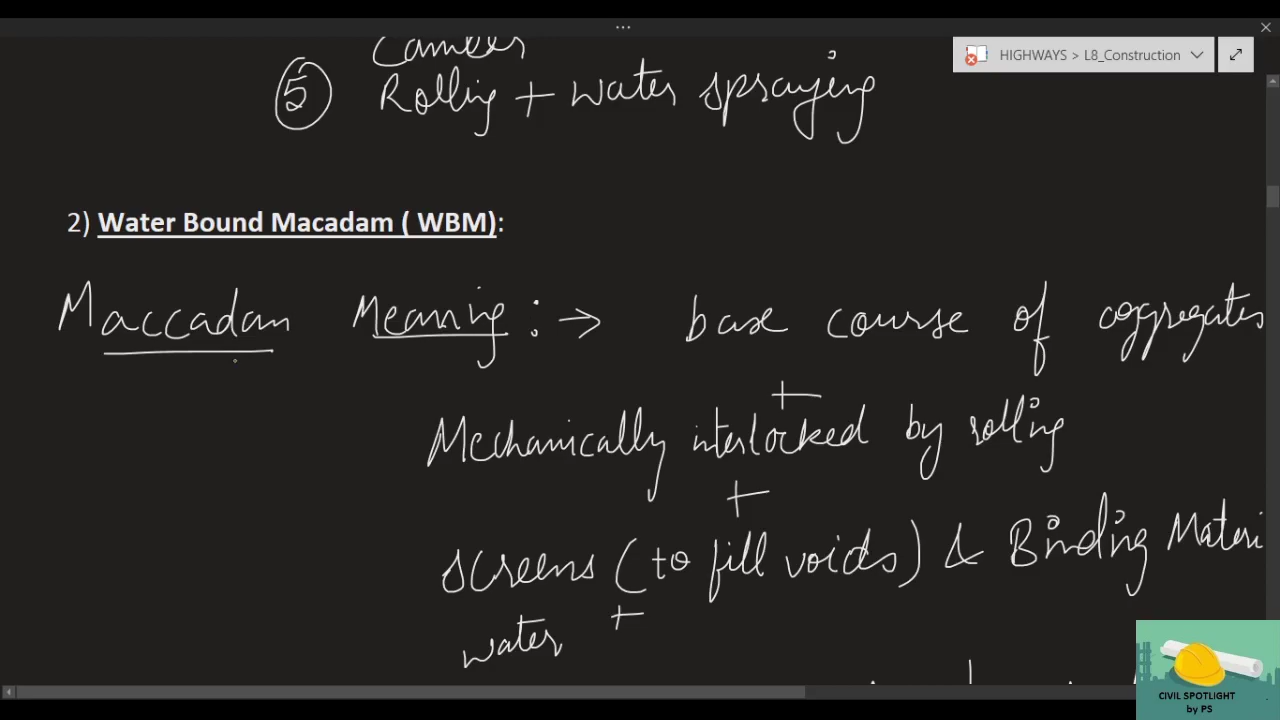 ...
HIGHWAYS > L8_Construction
Camber
5 Rolling + water spraying
2) Water Bound Macadam ( WBM):
Maccadam Meaning :→ base course of aggregates
+
Mechanically interlocked by rolling
+
screens (to fill voids) & Binding Materi
+
water
CIVIL SPOTLIGHT
by PS